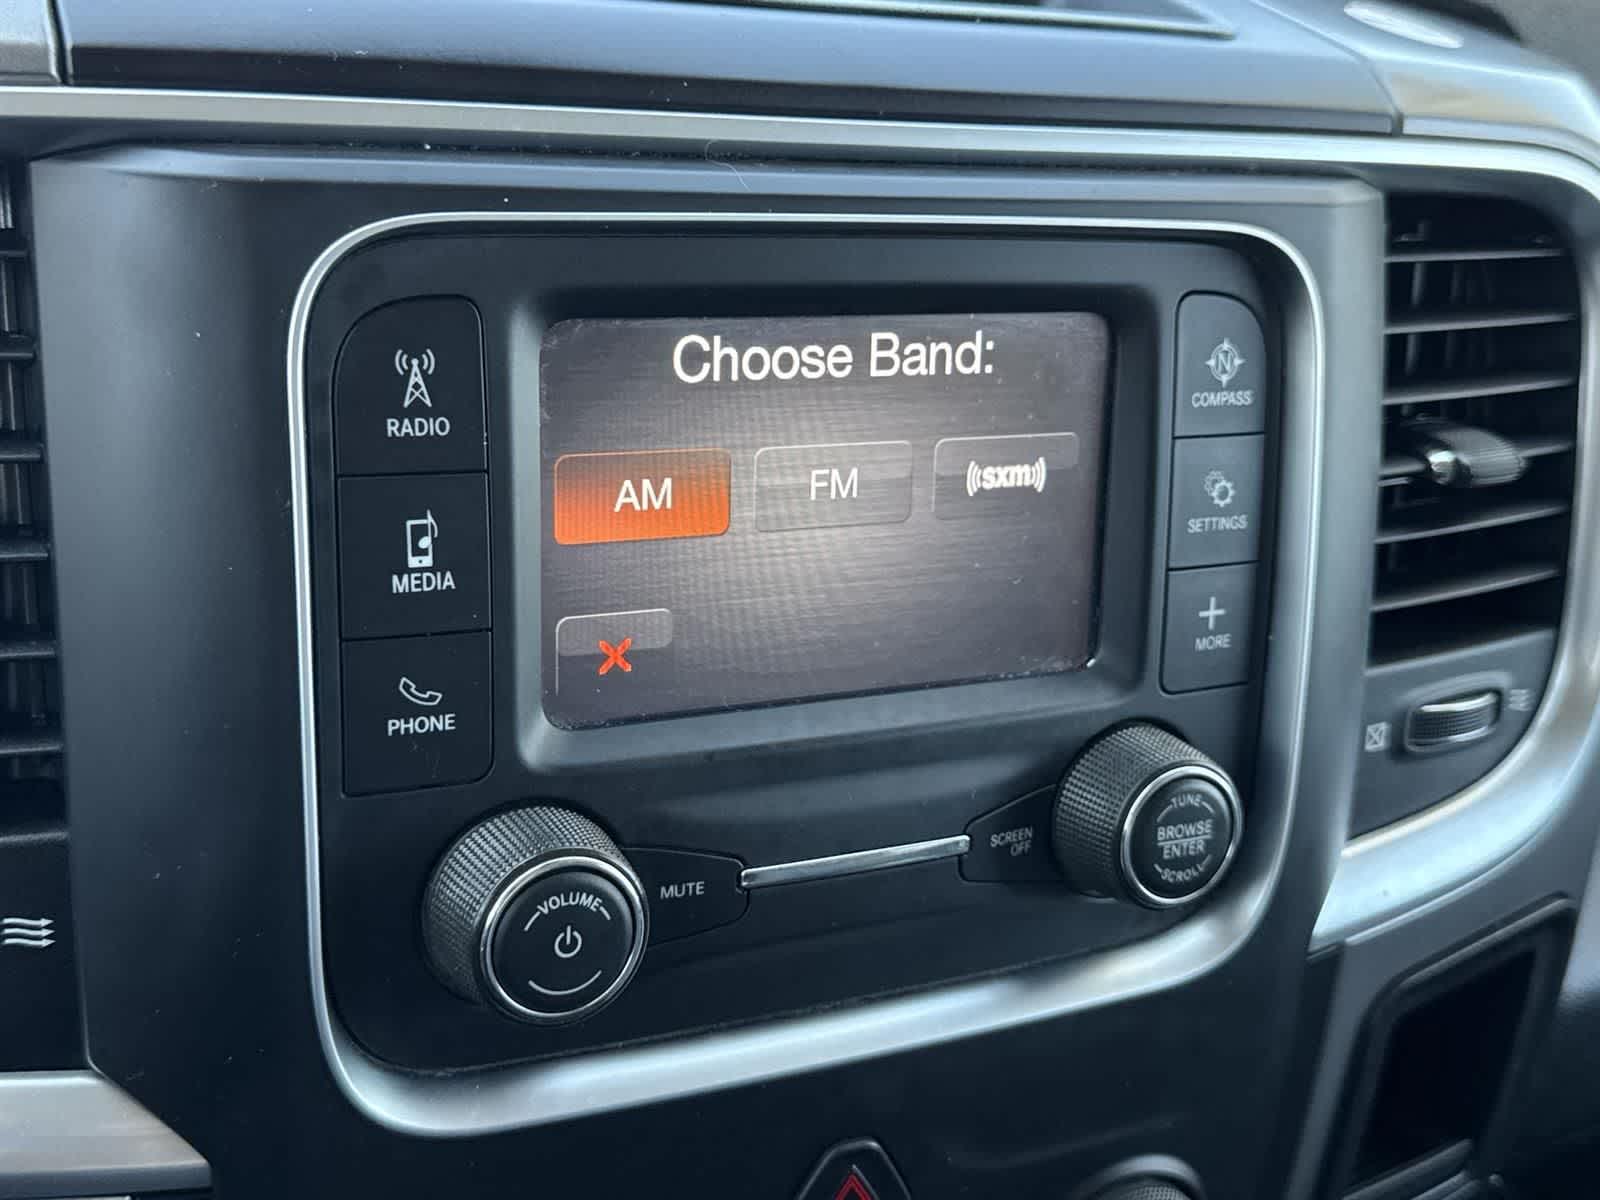 Choose Band:
AM
FM
sxm
RADIO
MEDIA
PHONE
N
COMPASS
SETTINGS
MORE
VOLUME
MUTE
SCREEN
OFF
TUNE
BROWSE
ENTER
SCROLL